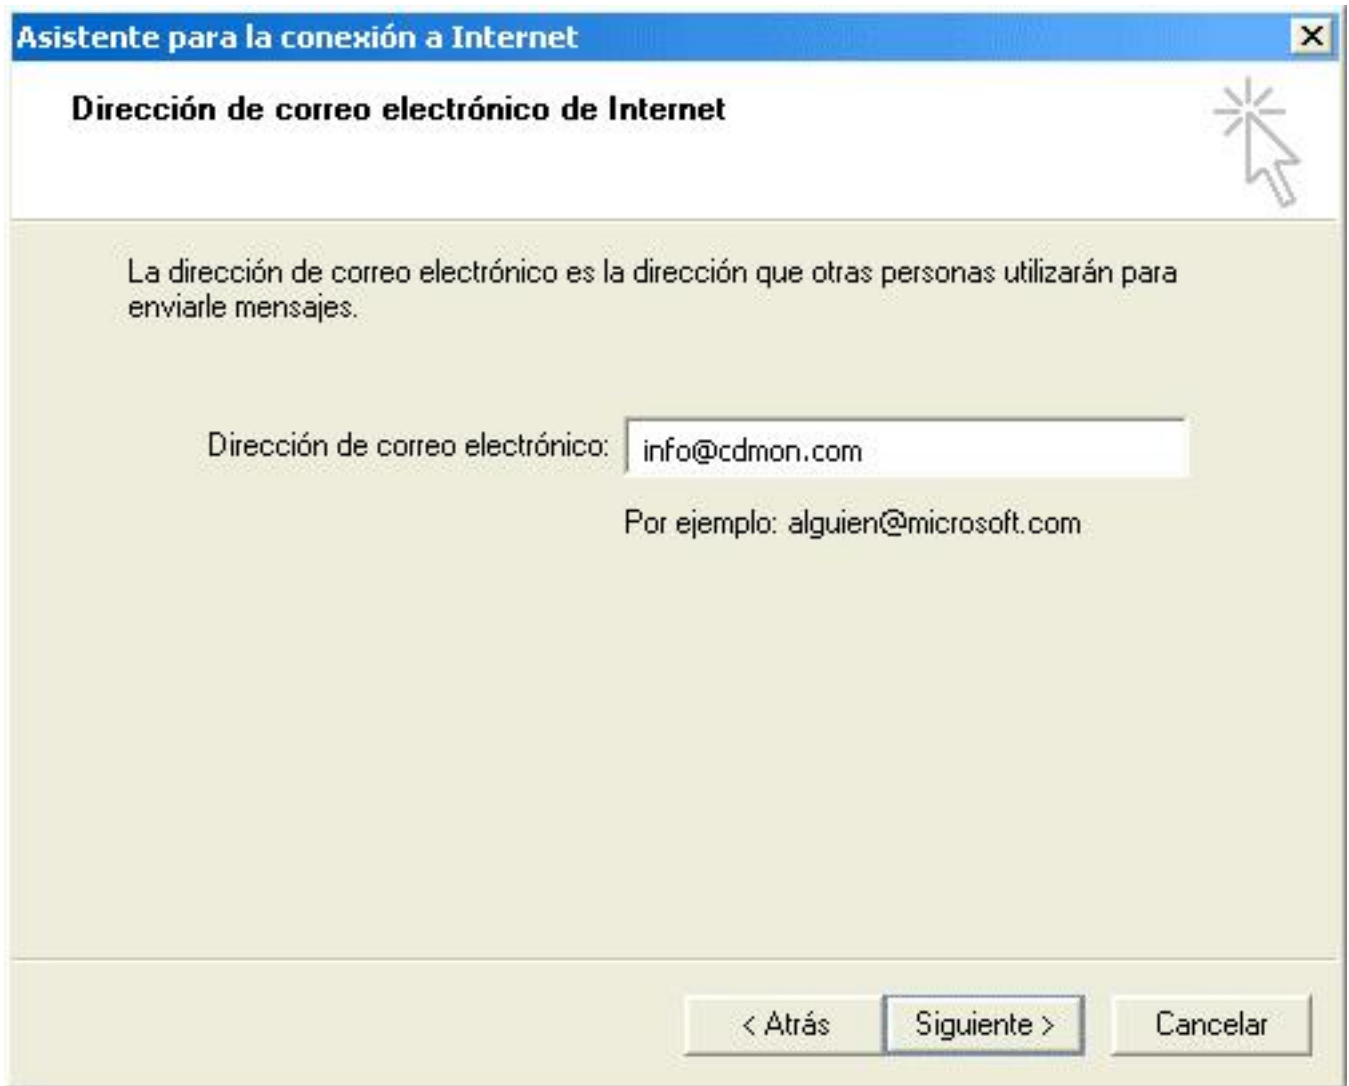 Asistente para la conexión a Internet
Dirección de correo electrónico de Internet
La dirección de correo electrónico es la dirección que otras personas utilizarán para
enviarle mensajes.
Dirección de correo electrónico: info@cdmon.com
Por ejemplo: alguien@microsoft.com
< Atrás Siguiente > Cancelar